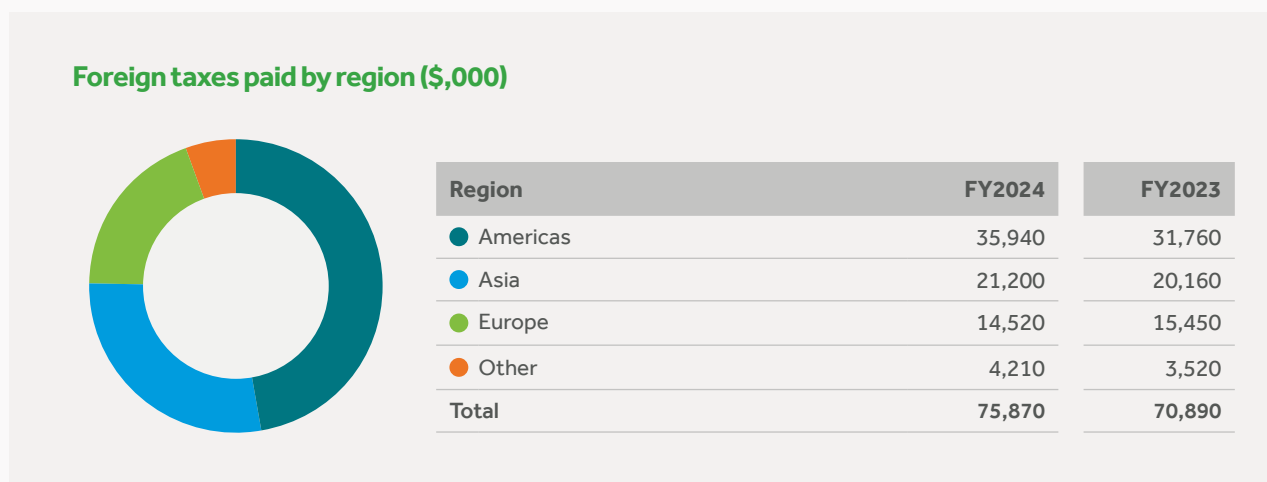 Foreign taxes paid by region ($,000)
Region FY2024 FY2023
Americas 35,940 31,760
Asia 21,200 20,160
Europe 14,520 15,450
Other 4,210 3,520
Total 75,870 70,890